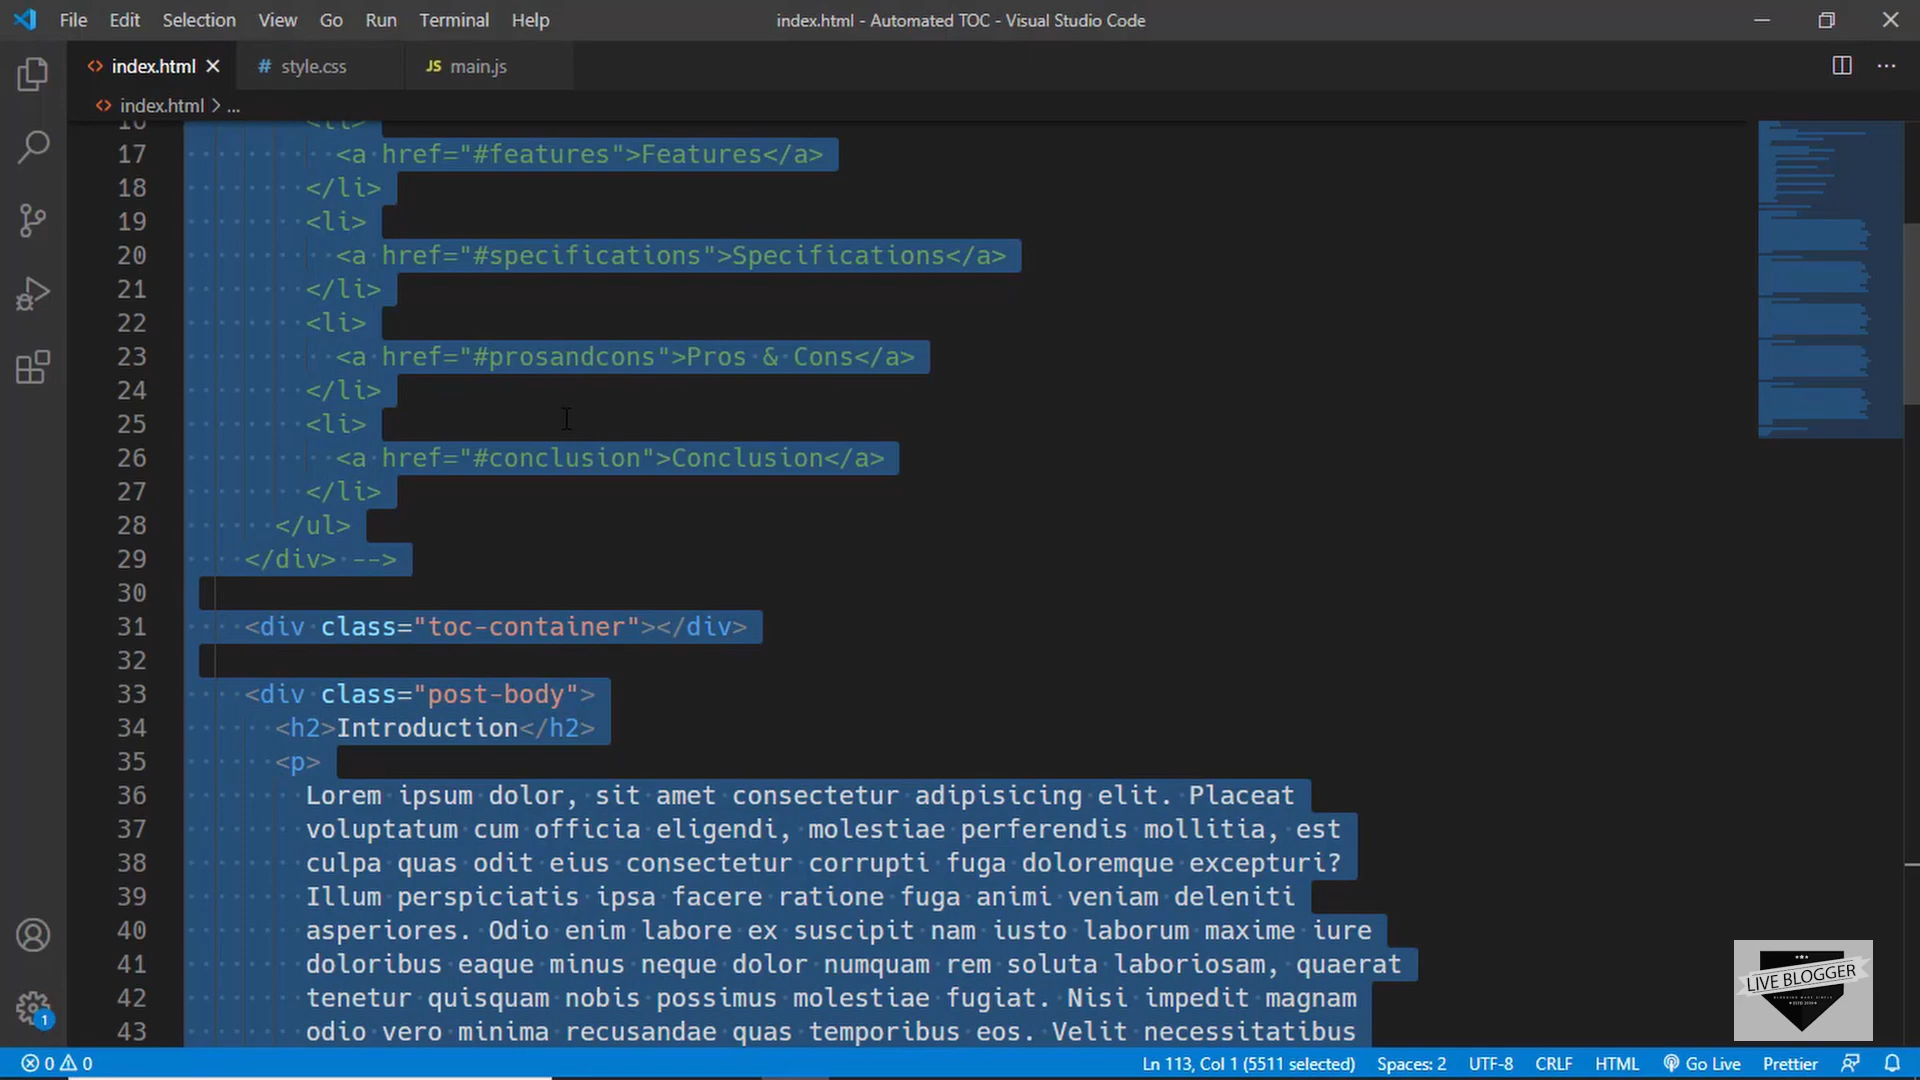 File Edit Selection View Go Run Terminal Help
index.html - Automated TOC - Visual Studio Code
index.html # style.css JS main.js
index.html > ...
16 <li>
17 <a href="#features">Features</a>
18 </li>
19 <li>
20 <a href="#specifications">Specifications</a>
21 </li>
22 <li>
23 <a href="#prosandcons">Pros & Cons</a>
24 </li>
25 <li>
26 <a href="#conclusion">Conclusion</a>
27 </li>
28 </ul>
29 </div> -->
30
31 <div class="toc-container"></div>
32
33 <div class="post-body">
34 <h2>Introduction</h2>
35 <p>
36 Lorem ipsum dolor, sit amet consectetur adipisicing elit. Placeat
37 voluptatum cum officia eligendi, molestiae perferendis mollitia, est
38 culpa quas odit eius consectetur corrupti fuga doloremque excepturi?
39 Illum perspiciatis ipsa facere ratione fuga animi veniam deleniti
40 asperiores. Odio enim labore ex suscipit nam iusto laborum maxime iure
41 doloribus eaque minus neque dolor numquam rem soluta laboriosam, quaerat
42 tenetur quisquam nobis possimus molestiae fugiat. Nisi impedit magnam
43 odio vero minima recusandae quas temporibus eos. Velit necessitatibus
LIVE BLOGGER
1
0 0 Ln 113, Col 1 (5511 selected) Spaces: 2 UTF-8 CRLF HTML Go Live Prettier